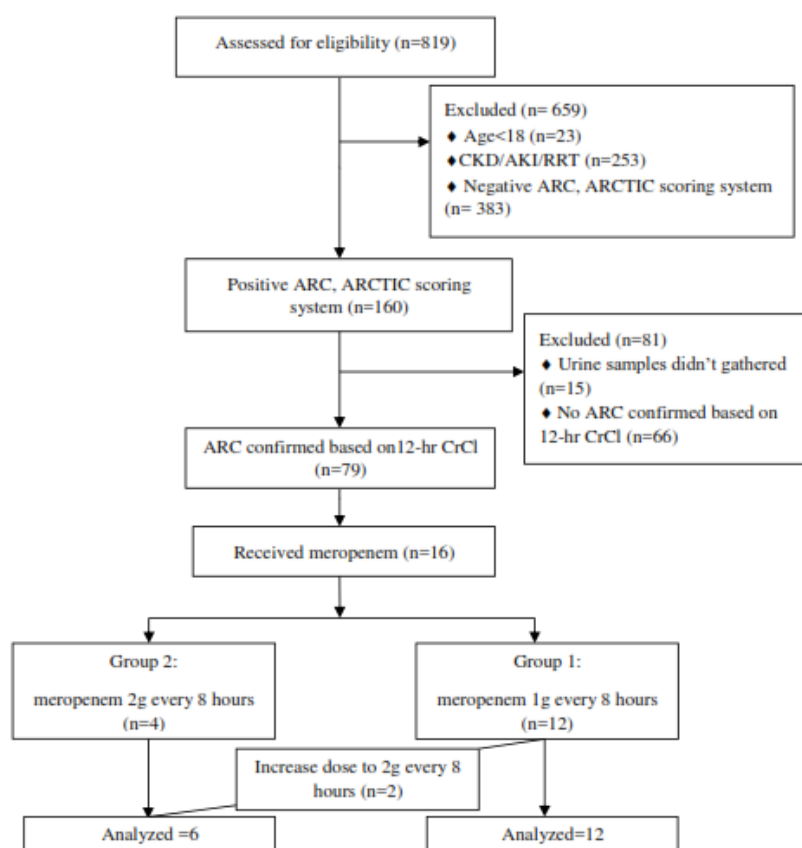 Assessed for eligibility (n=819)
Excluded (n= 659)
♦ Age<18 (n=23)
♦CKD/AKI/RRT (n=253)
♦ Negative ARC, ARCTIC scoring system
(n= 383)
Positive ARC, ARCTIC scoring
system (n=160)
Excluded (n=81)
♦ Urine samples didn’t gathered
(n=15)
♦ No ARC confirmed based on
12-hr CrCl (n=66)
ARC confirmed based on12-hr CrCl
(n=79)
Received meropenem (n=16)
Group 2:
meropenem 2g every 8 hours
(n=4)
Group 1:
meropenem 1g every 8 hours
(n=12)
Increase dose to 2g every 8
hours (n=2)
Analyzed =6
Analyzed=12